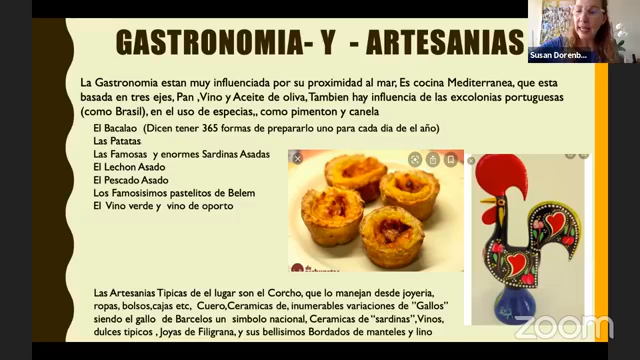 GASTRONOMIA- Y - ARTESANIAS
Susan Dorenb...
La Gastronomia estan muy influenciada por su proximidad al mar, Es cocina Mediterranea, que esta
basada en tres ejes, Pan ,Vino y Aceite de oliva,Tambien hay influencia de las excolonias portuguesas
(como Brasil), en el uso de especias,, como pimenton y canela
El Bacalao (Dicen tener 365 formas de prepararlo uno para cada dia de el año)
Las Patatas
Las Famosas y enormes Sardinas Asadas
El Lechon Asado
El Pescado Asado
Los Famosisimos pastelitos de Belem
El Vino verde y vino de oporto
Las Artesanias Tipicas de el lugar son el Corcho, que lo manejan desde joyeria,
ropas, bolsos,cajas etc, Cuero,Ceramicas de, inumerables variaciones de "Gallos"
siendo el gallo de Barcelos un simbolo nacional, Ceramicas de "sardinas",Vinos,
dulces tipicos , Joyas de Filigrana, y sus bellisimos Bordados de manteles y lino
zoom